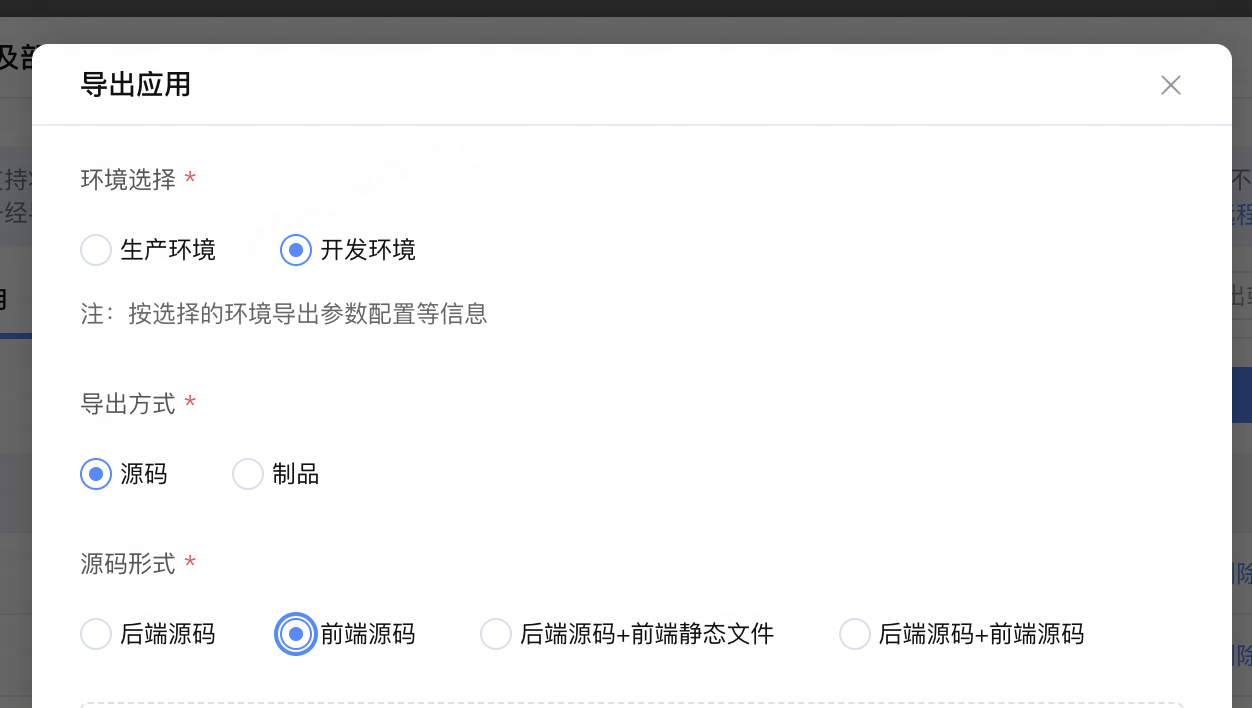 导出应用
环境选择 *
生产环境 开发环境
注：按选择的环境导出参数配置等信息
导出方式 *
源码 制品
源码形式 *
后端源码 前端源码 后端源码+前端静态文件 后端源码+前端源码